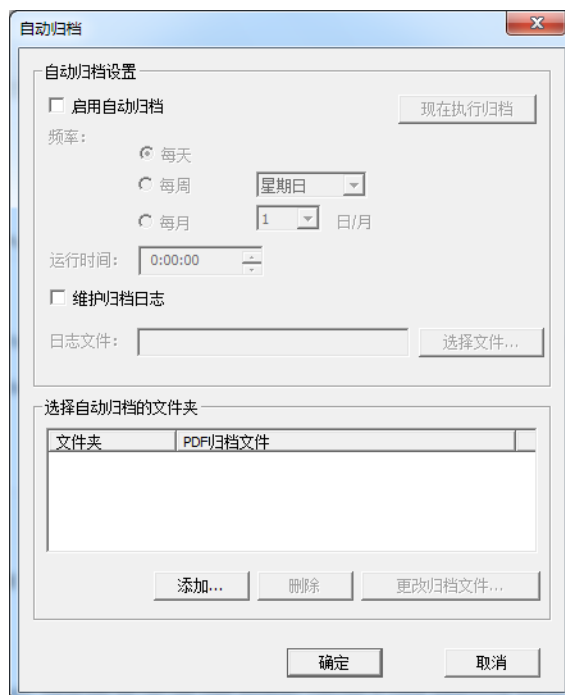 自动归档
自动归档设置
启用自动归档
现在执行归档
频率:
每天
每周 星期日
每月 1 日/月
运行时间: 0:00:00
维护归档日志
日志文件: 选择文件...
选择自动归档的文件夹
文件夹 PDF归档文件
添加... 删除 更改归档文件...
确定 取消